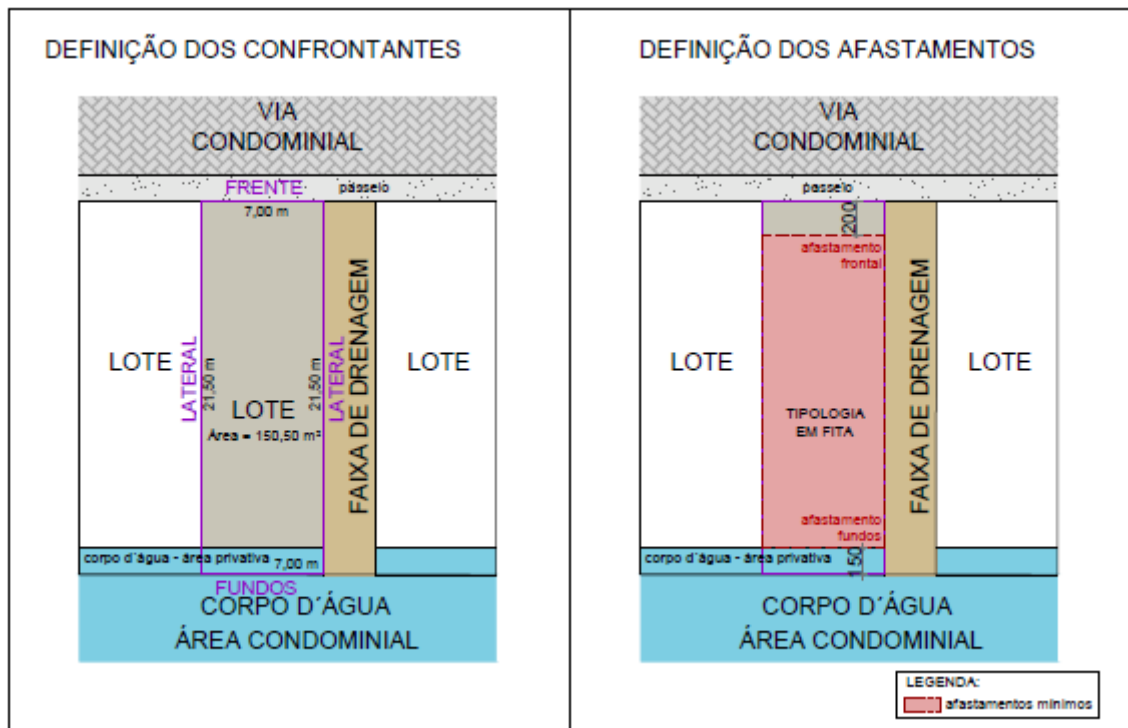 DEFINIÇÃO DOS CONFRONTANTES
VIA
CONDOMINIAL
FRENTE
passeio
7,00 m
LOTE
LATERAL
21,50 m
LOTE
Área = 150,50 m²
21,50 m
LATERAL
FAIXA DE DRENAGEM
LOTE
corpo d´água - área privativa
7,00 m
FUNDOS
CORPO D´ÁGUA
ÁREA CONDOMINIAL
DEFINIÇÃO DOS AFASTAMENTOS
VIA
CONDOMINIAL
passeio
200
afastamento
frontal
LOTE
TIPOLOGIA
EM FITA
FAIXA DE DRENAGEM
LOTE
afastamento
fundos
corpo d´água - área privativa
150
CORPO D´ÁGUA
ÁREA CONDOMINIAL
LEGENDA:
afastamentos mínimos